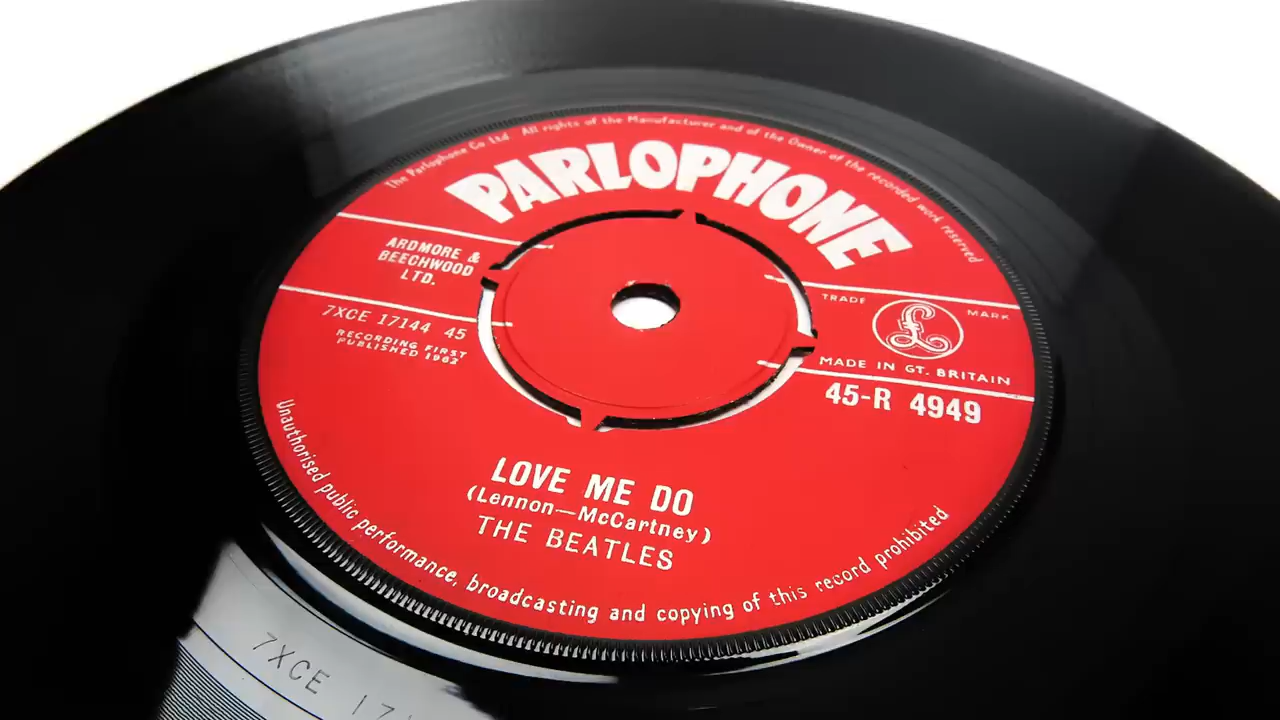 The Parlophone Co Ltd All rights of the Manufacturer and of the Owner of the recorded work reserved
PARLOPHONE
ARDMORE &
BEECHWOOD
LTD.
TRADE MARK
£
MADE IN GT. BRITAIN
7XCE 17144 45
RECORDING FIRST
PUBLISHED 1962
45-R 4949
LOVE ME DO
(Lennon—McCartney)
THE BEATLES
Unauthorised public performance, broadcasting and copying of this record prohibited
7XCE 17